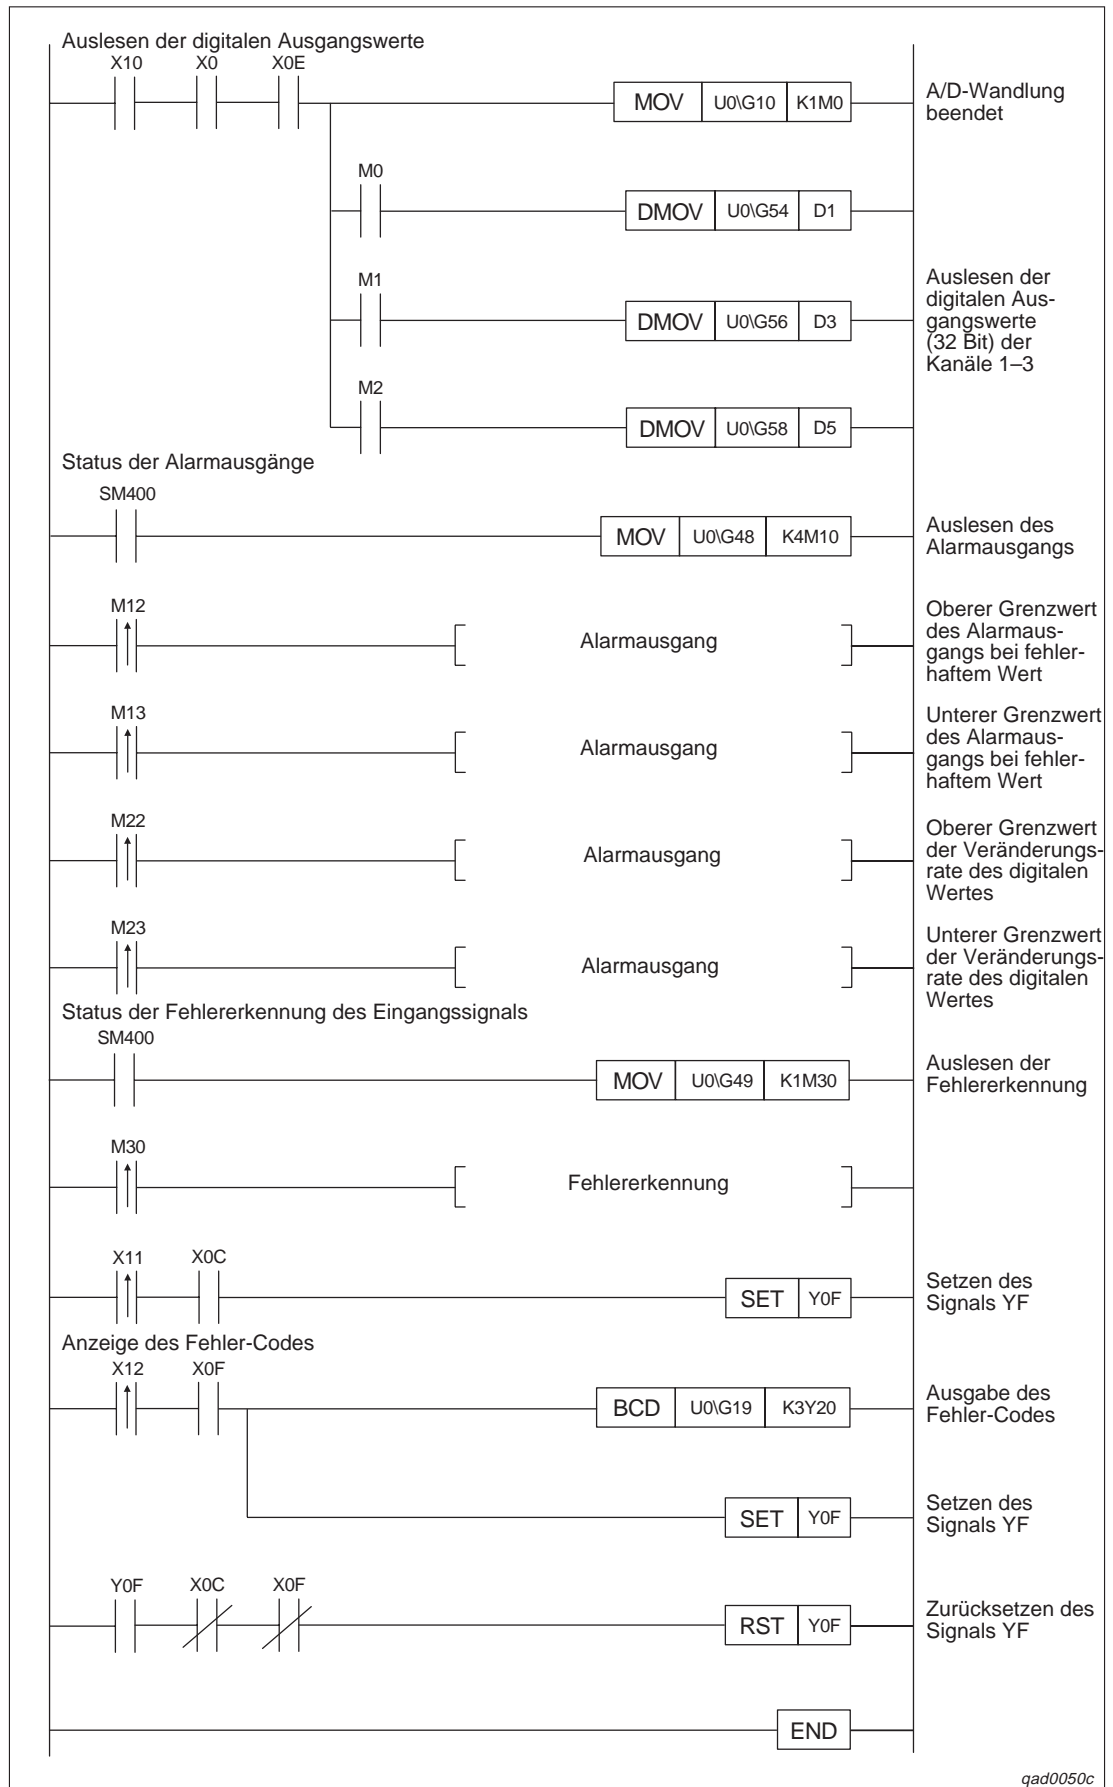 Auslesen der digitalen Ausgangswerte
X10 X0 X0E
MOV U0\G10 K1M0
A/D-Wandlung
beendet
M0
DMOV U0\G54 D1
M1
DMOV U0\G56 D3
Auslesen der
digitalen Aus-
gangswerte
(32 Bit) der
Kanäle 1–3
M2
DMOV U0\G58 D5
Status der Alarmausgänge
SM400
MOV U0\G48 K4M10
Auslesen des
Alarmausgangs
M12
Alarmausgang
Oberer Grenzwert
des Alarmaus-
gangs bei fehler-
haftem Wert
M13
Alarmausgang
Unterer Grenzwert
des Alarmaus-
gangs bei fehler-
haftem Wert
M22
Alarmausgang
Oberer Grenzwert
der Veränderungs-
rate des digitalen
Wertes
M23
Alarmausgang
Unterer Grenzwert
der Veränderungs-
rate des digitalen
Wertes
Status der Fehlererkennung des Eingangssignals
SM400
MOV U0\G49 K1M30
Auslesen der
Fehlererkennung
M30
Fehlererkennung
X11 X0C
SET Y0F
Setzen des
Signals YF
Anzeige des Fehler-Codes
X12 X0F
BCD U0\G19 K3Y20
Ausgabe des
Fehler-Codes
SET Y0F
Setzen des
Signals YF
Y0F X0C X0F
RST Y0F
Zurücksetzen des
Signals YF
END
qad0050c